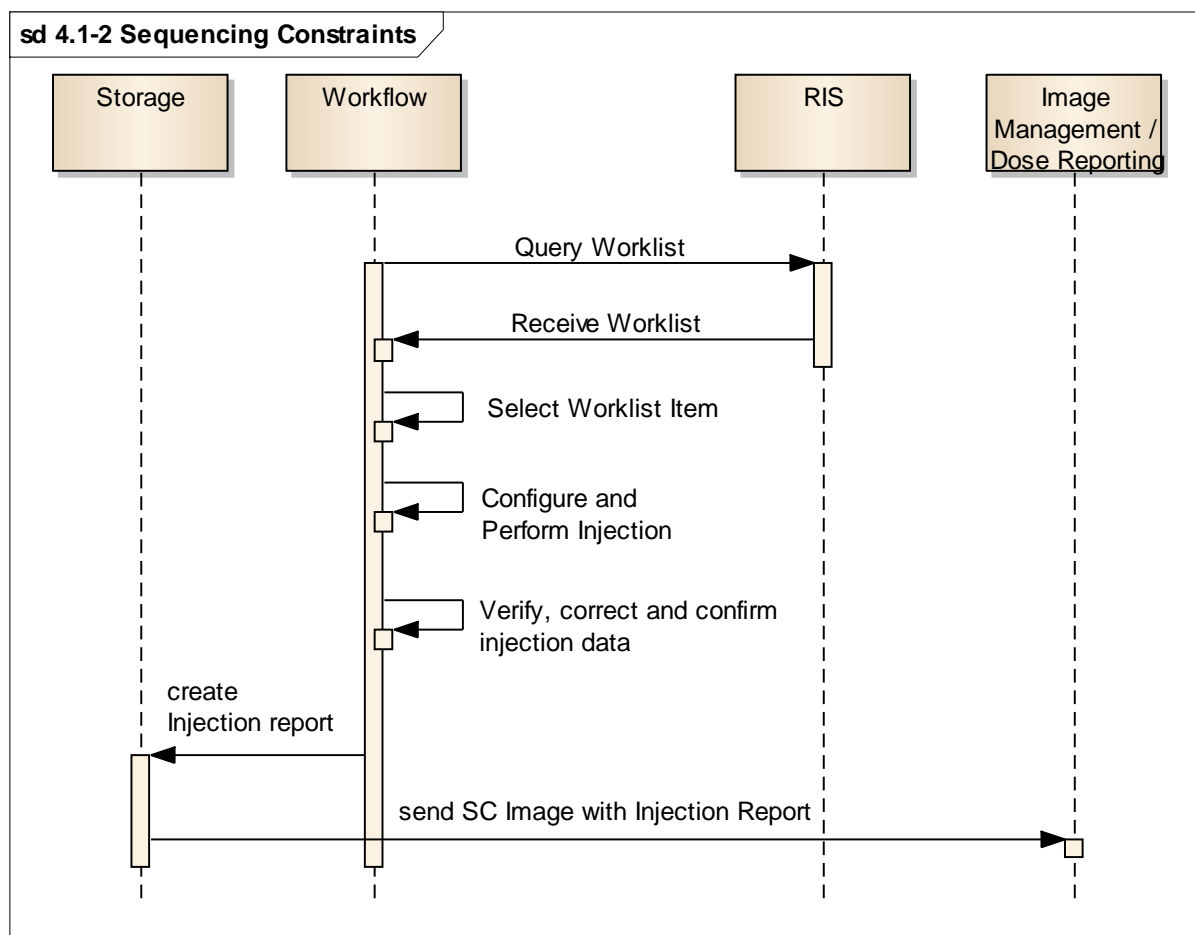 sd 4.1-2 Sequencing Constraints
Storage
Workflow
RIS
Image
Management /
Dose Reporting
Query Worklist
Receive Worklist
Select Worklist Item
Configure and
Perform Injection
Verify, correct and confirm
injection data
create
Injection report
send SC Image with Injection Report